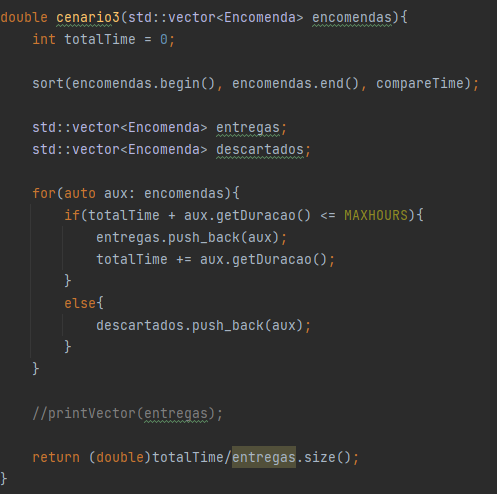 double cenario3(std::vector<Encomenda> encomendas){
    int totalTime = 0;

    sort(encomendas.begin(), encomendas.end(), compareTime);

    std::vector<Encomenda> entregas;
    std::vector<Encomenda> descartados;

    for(auto aux: encomendas){
        if(totalTime + aux.getDuracao() <= MAXHOURS){
            entregas.push_back(aux);
            totalTime += aux.getDuracao();
        }
        else{
            descartados.push_back(aux);
        }
    }

    //printVector(entregas);

    return (double)totalTime/entregas.size();
}